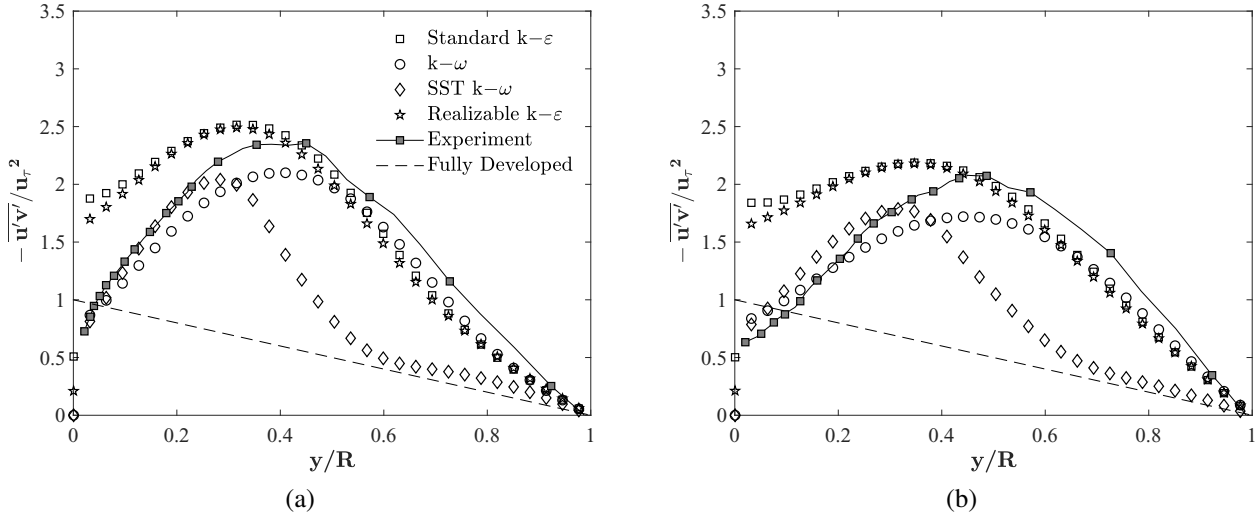 3.5
3
2.5
2
1.5
1
0.5
0
0
0.2
0.4
0.6
0.8
1
− u'v'/uτ²
y/R
Standard k−ε
k−ω
SST k−ω
Realizable k−ε
Experiment
Fully Developed
(a)
3.5
3
2.5
2
1.5
1
0.5
0
0
0.2
0.4
0.6
0.8
1
− u'v'/uτ²
y/R
(b)